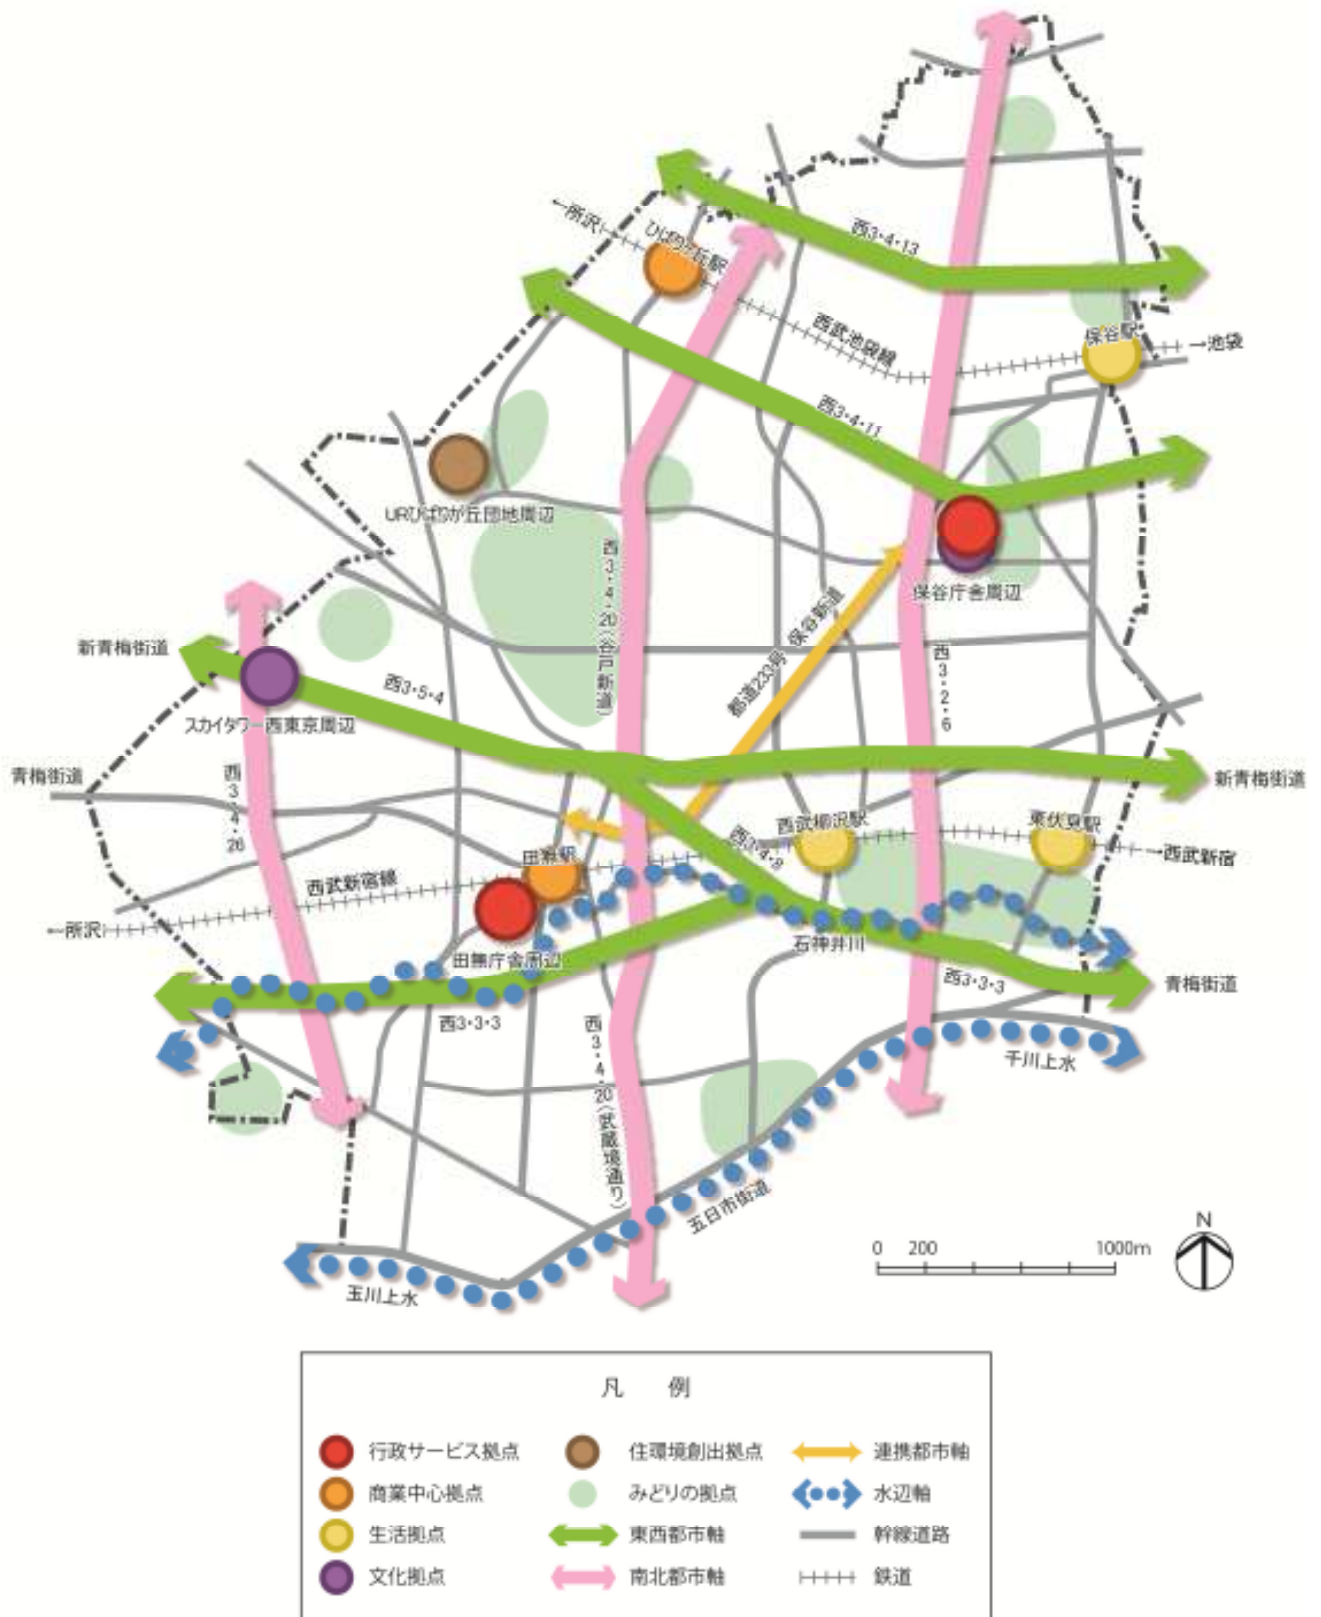 ←所沢
ひばりが丘駅
西3・4・13
西武池袋線
保谷駅
→池袋
西3・4・11
URひばりが丘団地周辺
西3・4・20(谷戸新道)
保谷庁舎周辺
都道233号 保谷新道
新青梅街道
西3・5・4
西3・2・6
スカイタワー西東京周辺
青梅街道
西3・4・26
新青梅街道
西武柳沢駅
東伏見駅
西3・4・9
田無駅
→西武新宿
西武新宿線
←所沢
田無庁舎周辺
石神井川
西3・3・3
青梅街道
西3・3・3
西3・4・20(武蔵境通り)
千川上水
五日市街道
玉川上水
0 200 1000m
N
凡 例
行政サービス拠点
住環境創出拠点
連携都市軸
商業中心拠点
みどりの拠点
水辺軸
生活拠点
東西都市軸
幹線道路
文化拠点
南北都市軸
鉄道